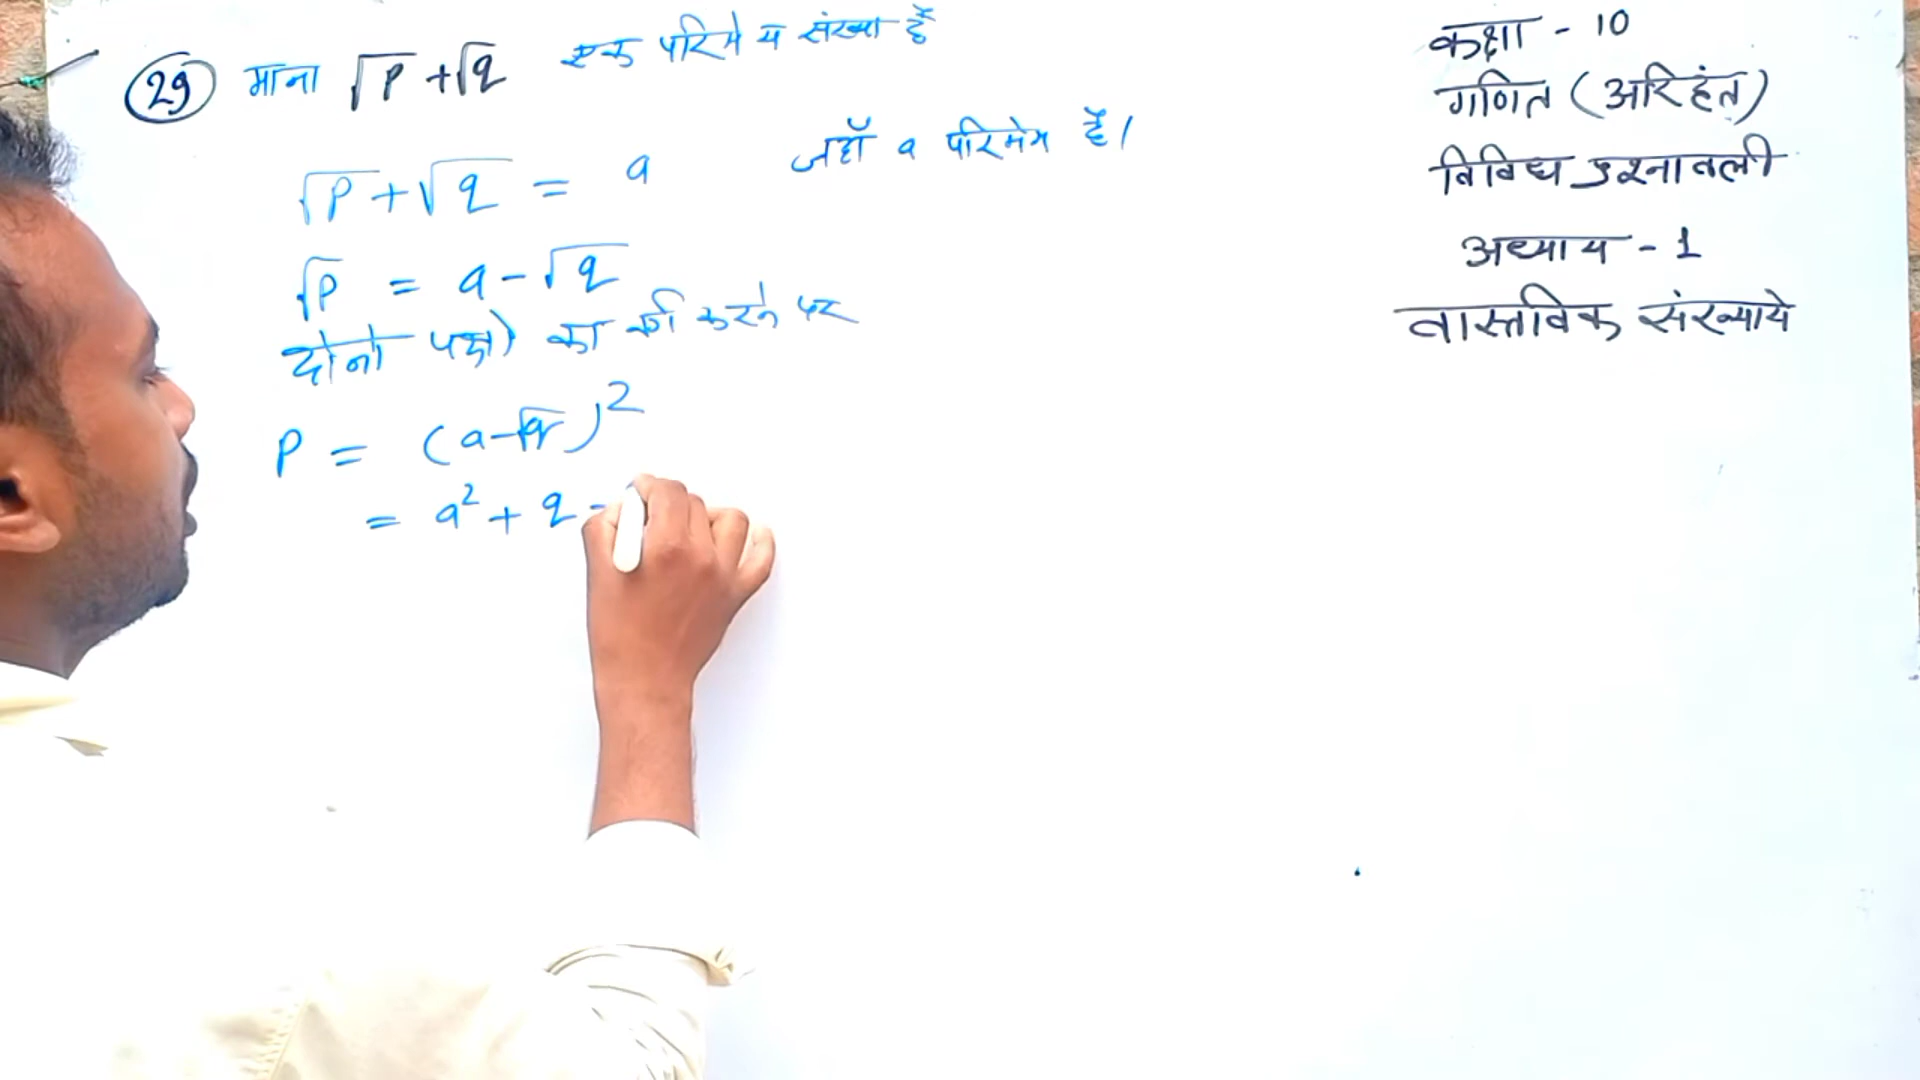 (29) माना √p + √q एक परिमेय संख्या है
√p + √q = a जहाँ a परिमेय है।
√p = a - √q
दोनो पक्षो का वर्ग करने पर
P = (a-√q)²
= a² + q -
कक्षा - 10
गणित (अरिहंत)
विविध प्रश्नावली
अध्याय - 1
वास्तविक संख्याये